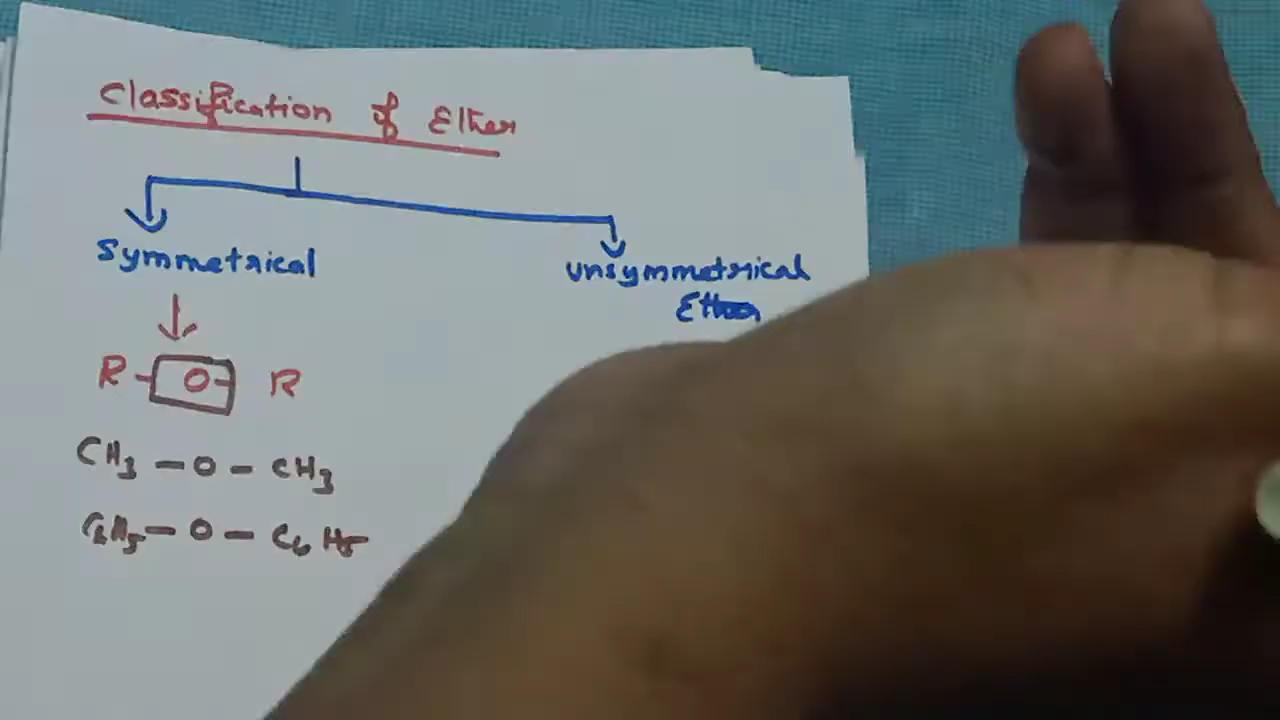 Classification of Ether
Symmetrical
unsymmetrical
Ether
R-O- R
CH3 - O - CH3
C6H5 - O - C6H5